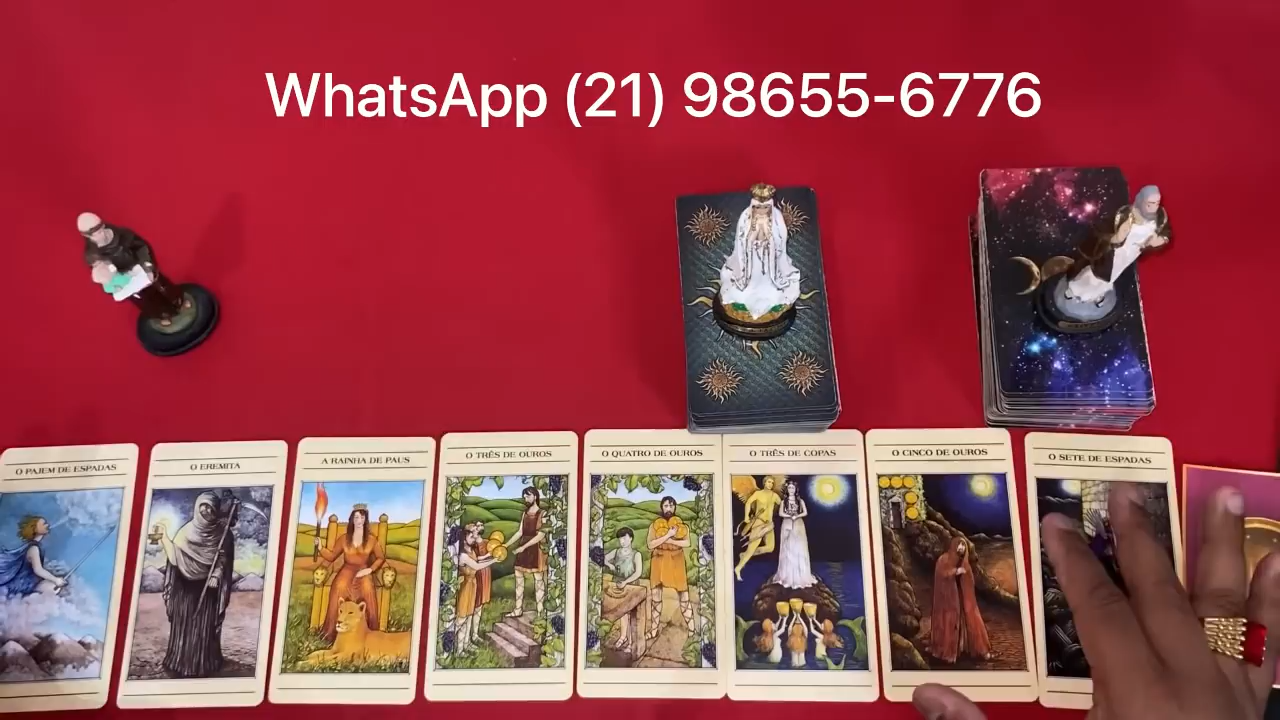 WhatsApp (21) 98655-6776
O PAJEM DE ESPADAS
O EREMITA
A RAINHA DE PAUS
O TRÊS DE OUROS
O QUATRO DE OUROS
O TRÊS DE COPAS
O CINCO DE OUROS
O SETE DE ESPADAS